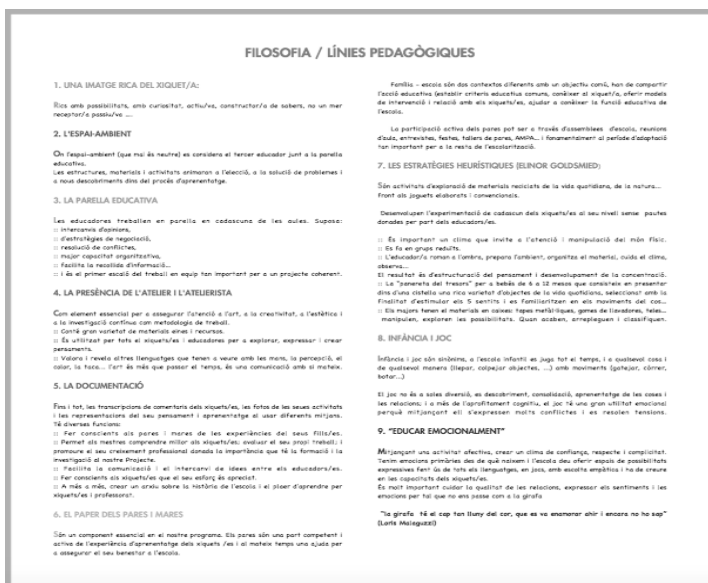 FILOSOFIA / LÍNIES PEDAGÒGIQUES
1. UNA IMATGE RICA DEL XIQUET/A:
Rics amb possibilitats, amb curiositat, actiu/va, constructor/a de sabers, no un mer
receptor/a passiu/va ....
2. L'ESPAI-AMBIENT
On l'espai-ambient (que mai és neutre) es considera el tercer educador junt a la parella
educativa.
Les estructures, materials i activitats animaran a l'elecció, a la solució de problemes i
a nous descobriments dins del procés d'aprenentatge.
3. LA PARELLA EDUCATIVA
Les educadores treballen en parella en cadascuna de les aules. Suposa:
:: intercanvis d'opinions,
:: d'estratègies de negociació,
:: resolució de conflictes,
:: major capacitat organitzativa,
:: facilita la recollida d'informació...
:: i és el primer escaló del treball en equip tan important per a un projecte coherent.
4. LA PRESÈNCIA DE L'ATELIER I L'ATELIERISTA
Com element essencial per a assegurar l'atenció a l'art, a la creativitat, a l'estètica i
a la investigació contínua com metodologia de treball.
:: Conté gran varietat de materials eines i recursos.
:: És utilitzat per tots el xiquets/es i educadores per a explorar, expressar i crear
pensaments.
:: Valora i revela altres llenguatges que tenen a veure amb les mans, la percepció, el
color, la taca.... l'art és més que passar el temps, és una comunicació amb si mateix.
5. LA DOCUMENTACIÓ
Fins i tot, les transcripcions de comentaris dels xiquets/es, les fotos de les seues activitats
i les representacions del seu pensament i aprenentatge al usar diferents mitjans.
Té diverses funcions:
:: Fer conscients als pares i mares de les experiències del seus fills/es.
:: Permet als mestres comprendre millor als xiquets/es; avaluar el seu propi treball; i
promoure el seu creixement professional donada la importància que té la formació i la
investigació al nostre Projecte.
:: Facilita la comunicació i el intercanvi de idees entre els educadors/es.
:: Fer conscients als xiquets/es que el seu esforç és apreciat.
:: A més a més, crear un arxiu sobre la història de l'escola i el plaer d'aprendre per
xiquets/es i professorat.
6. EL PAPER DELS PARES I MARES
Són un component essencial en el nostre programa. Els pares són una part competent i
activa de l'experiència d'aprenentatge dels xiquets /es i al mateix temps una ajuda per
a assegurar el seu benestar a l'escola.
Família - escola són dos contextos diferents amb un objectiu comú, han de compartir
l'acció educativa (establir criteris educatius comuns, conèixer al xiquet/a, oferir models
de intervenció i relació amb els xiquets/es, ajudar a conèixer la funció educativa de
l'escola.
La participació activa dels pares pot ser a través d'assemblees d'escola, reunions
d'aula, entrevistes, festes, tallers de pares, AMPA... i fonamentalment al període d'adaptació
tan important per a la resta de l'escolarització.
7. LES ESTRATÈGIES HEURÍSTIQUES (ELINOR GOLDSMIED)
Són activitats d'exploració de materials reciclats de la vida quotidiana, de la natura...
Front als joguets elaborats i convencionals.
Desenvolupen l'experimentació de cadascun dels xiquets/es al seu nivell sense pautes
donades per part dels educadors/es.
:: És important un clima que invite a l'atenció i manipulació del món físic.
:: Es fa en grups reduïts.
:: L'educador/a roman a l'ombra, prepara l'ambient, organitza el material, cuida el clima,
observa...
El resultat és d'estructuració del pensament i desenvolupament de la concentració.
:: La "panereta del tresors" per a bebés de 6 a 12 mesos que consisteix en presentar
dins d'una cistella una rica varietat d'objectes de la vida quotidiana, seleccionat amb la
Finalitat d'estimular els 5 sentits i es familiaritzen en els moviments del cos...
:: Els majors tenen el materials en caixes: tapes metàl·liques, gomes de llavadores, teles...
manipulen, exploren les possibilitats. Quan acaben, arrepleguen i classifiquen.
8. INFÀNCIA I JOC
Infància i joc són sinònims, a l'escola infantil es juga tot el temps, i a qualsevol cosa i
de qualsevol manera (llepar, colpejar objectes, ...) amb moviments (gatejar, córrer,
botar...)
El joc no és a soles diversió, es descobriment, consolidació, aprenentatge de les coses i
les relacions; i a més de l'aprofitament cognitiu, el joc té una gran utilitat emocional
perquè mitjançant ell s'expressen molts conflictes i es resolen tensions.
9. "EDUCAR EMOCIONALMENT"
Mitjançant una activitat afectiva, crear un clima de confiança, respecte i complicitat.
Tenim emocions primàries des de què naixem i l'escola deu oferir espais de possibilitats
expressives fent ús de tots els llenguatges, en jocs, amb escolta empàtica i ha de creure
en les capacitats dels xiquets/es.
És molt important cuidar la qualitat de les relacions, expressar els sentiments i les
emocions per tal que no ens passe com a la girafa
"la girafa té el cap tan lluny del cor, que es va enamorar ahir i encara no ho sap"
(Loris Malaguzzi)